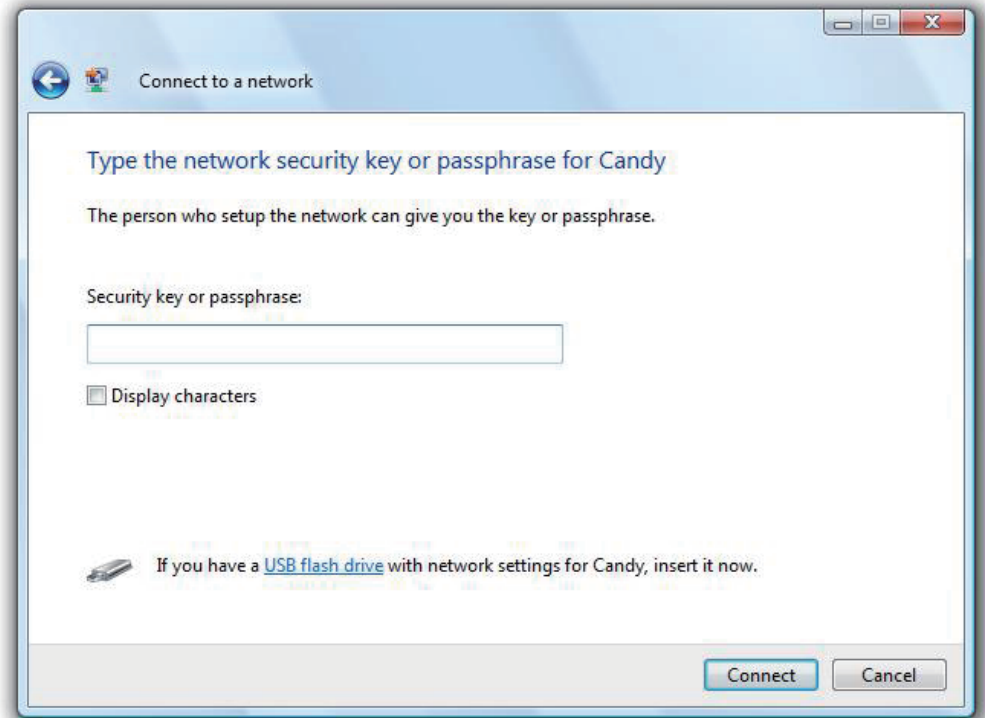 Connect to a network
Type the network security key or passphrase for Candy
The person who setup the network can give you the key or passphrase.
Security key or passphrase:
Display characters
If you have a USB flash drive with network settings for Candy, insert it now.
Connect Cancel